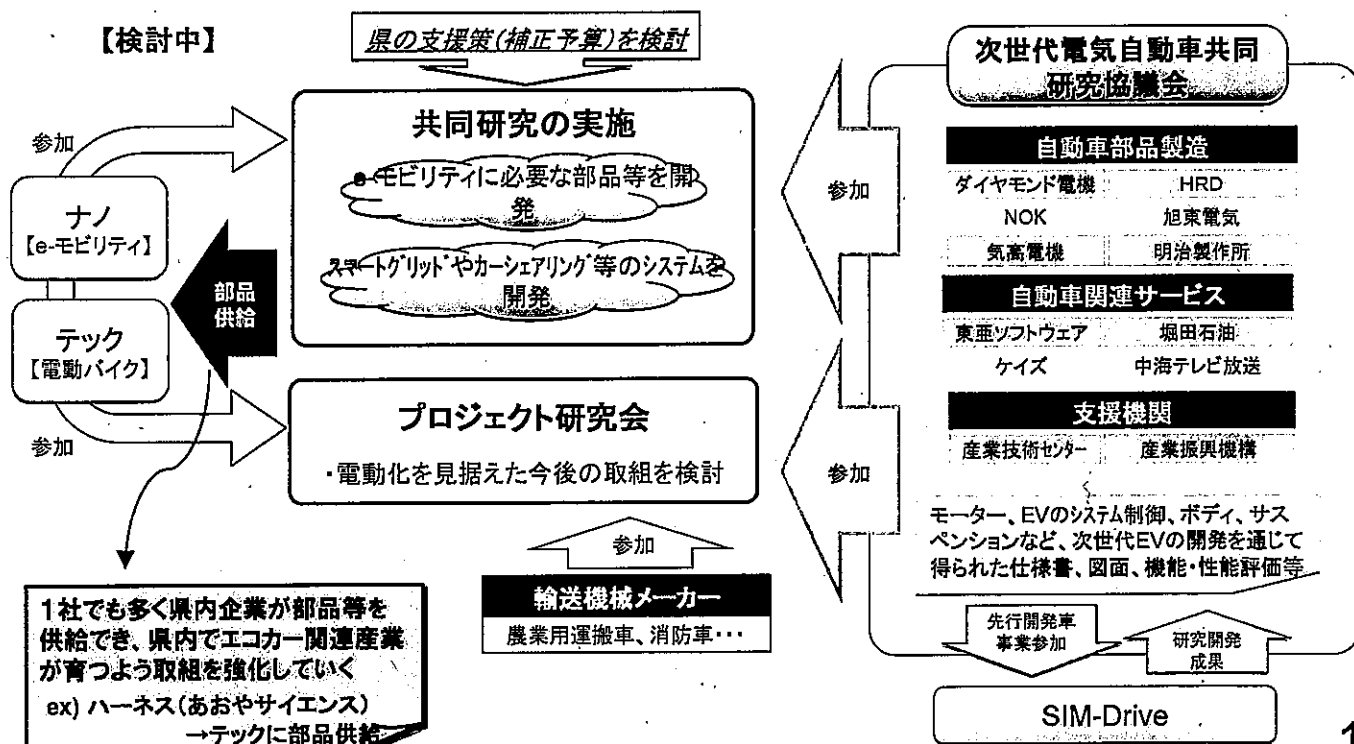 【検討中】
県の支援策(補正予算)を検討
共同研究の実施
e-モビリティに必要な部品等を開
発
スマートグリッドやカーシェアリング等のシステムを
開発
参加
ナノ
【e-モビリティ】
テック
【電動バイク】
参加
部品
供給
プロジェクト研究会
・電動化を見据えた今後の取組を検討
参加
輸送機械メーカー
農業用運搬車、消防車・・・
1社でも多く県内企業が部品等を
供給でき、県内でエコカー関連産業
が育つよう取組を強化していく
ex) ハーネス(あおやサイエンス)
→テックに部品供給
参加
参加
次世代電気自動車共同
研究協議会
自動車部品製造
ダイヤモンド電機 HRD
NOK 旭東電気
気高電機 明治製作所
自動車関連サービス
東亜ソフトウェア 堀田石油
ケイズ 中海テレビ放送
支援機関
産業技術センター 産業振興機構
モーター、EVのシステム制御、ボディ、サス
ペンションなど、次世代EVの開発を通じて
得られた仕様書、図面、機能・性能評価等
先行開発車
事業参加
研究開発
成果
SIM-Drive
1